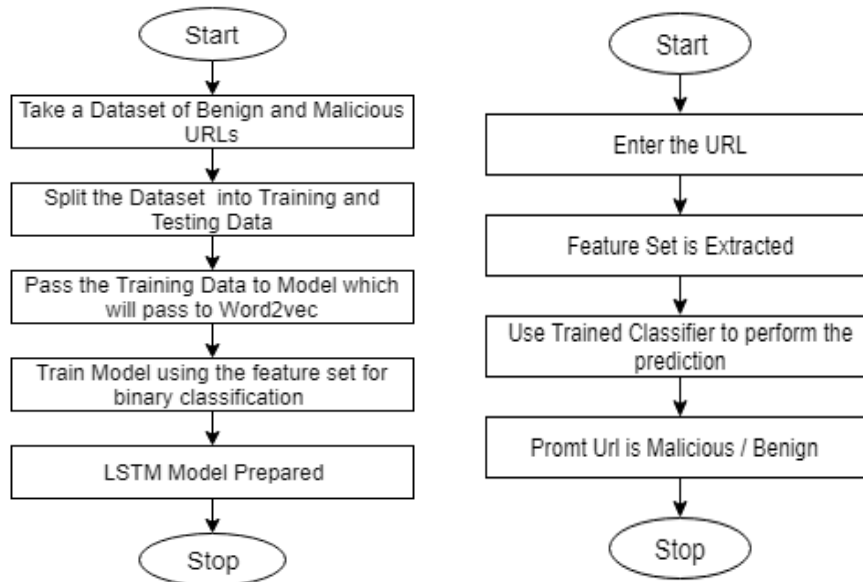 Start
Take a Dataset of Benign and Malicious
URLs
Split the Dataset into Training and
Testing Data
Pass the Training Data to Model which
will pass to Word2vec
Train Model using the feature set for
binary classification
LSTM Model Prepared
Stop
Start
Enter the URL
Feature Set is Extracted
Use Trained Classifier to perform the
prediction
Promt Url is Malicious / Benign
Stop